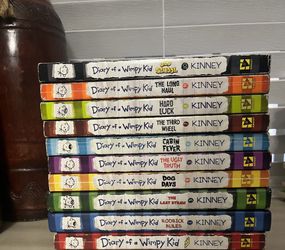 Diary of a Wimpy Kid OLD SCHOOL KINNEY
Diary of a Wimpy Kid THE LONG HAUL KINNEY
Diary of a Wimpy Kid HARD LUCK KINNEY
Diary of a Wimpy Kid THE THIRD WHEEL KINNEY
Diary of a Wimpy Kid CABIN FEVER KINNEY
Diary of a Wimpy Kid THE UGLY TRUTH KINNEY
Diary of a Wimpy Kid DOG DAYS KINNEY
Diary of a Wimpy Kid THE LAST STRAW KINNEY
Diary of a Wimpy Kid RODRICK RULES KINNEY
Diary of a Wimpy Kid KINNEY